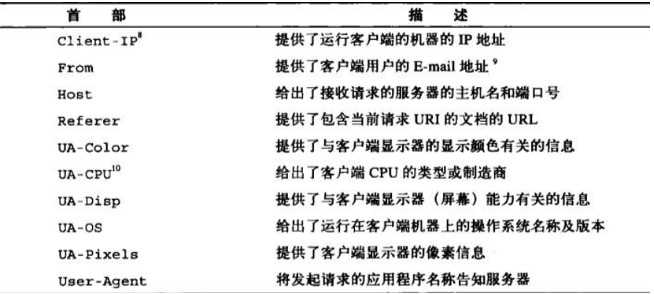 首部 描述
Client-IP⁸ 提供了运行客户端的机器的 IP 地址
From 提供了客户端用户的 E-mail 地址⁹
Host 给出了接收请求的服务器的主机名和端口号
Referer 提供了包含当前请求 URI 的文档的 URL
UA-Color 提供了与客户端显示器的显示颜色有关的信息
UA-CPU¹⁰ 给出了客户端 CPU 的类型或制造商
UA-Disp 提供了与客户端显示器（屏幕）能力有关的信息
UA-OS 给出了运行在客户端机器上的操作系统名称及版本
UA-Pixels 提供了客户端显示器的像素信息
User-Agent 将发起请求的应用程序名称告知服务器